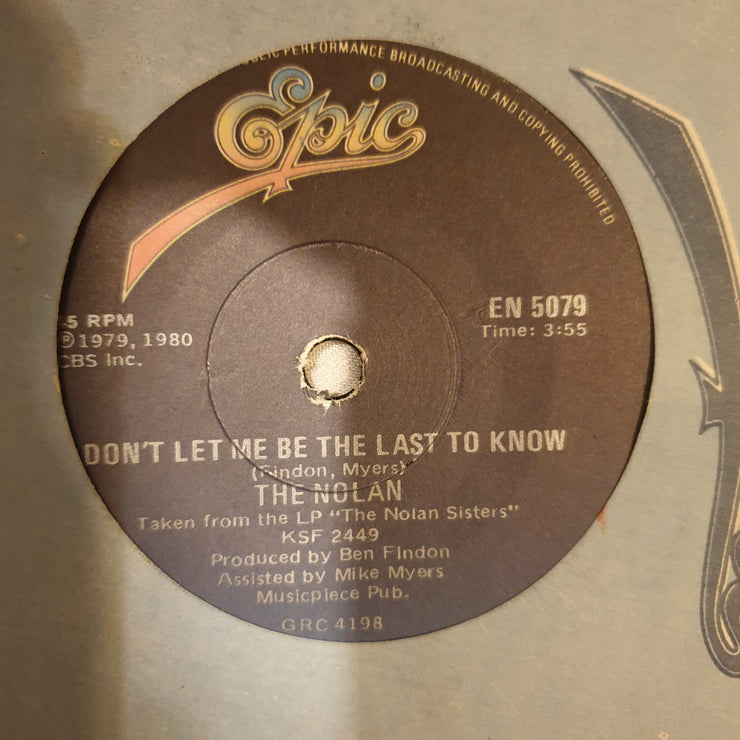 PERFORMANCE BROADCASTING AND COPYING PROHIBITED
Epic
5 RPM
℗1979, 1980
CBS Inc.
EN 5079
Time: 3:55
DON'T LET ME BE THE LAST TO KNOW
(Findon, Myers)
THE NOLAN
Taken from the LP "The Nolan Sisters"
KSF 2449
Produced by Ben Findon
Assisted by Mike Myers
Musicpiece Pub.
GRC 4198